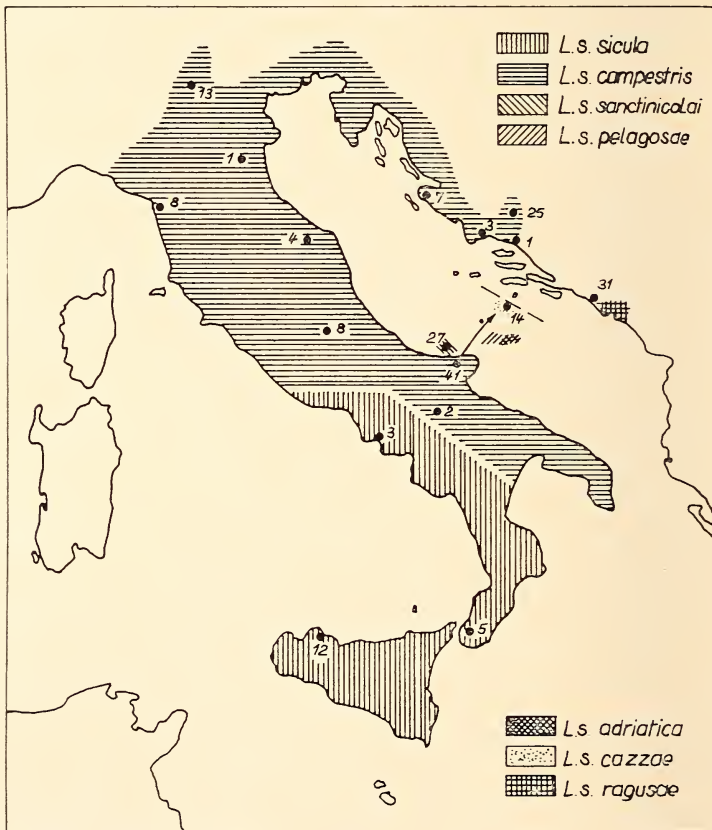 L.s. sicula
L.s. campestris
L.s. sanctinicolai
L.s. pelagosae
13
1
7
8
25
4
3
1
31
14
8
27
41
2
3
5
12
L.s. adriatica
L.s. cazzae
L.s. ragusae